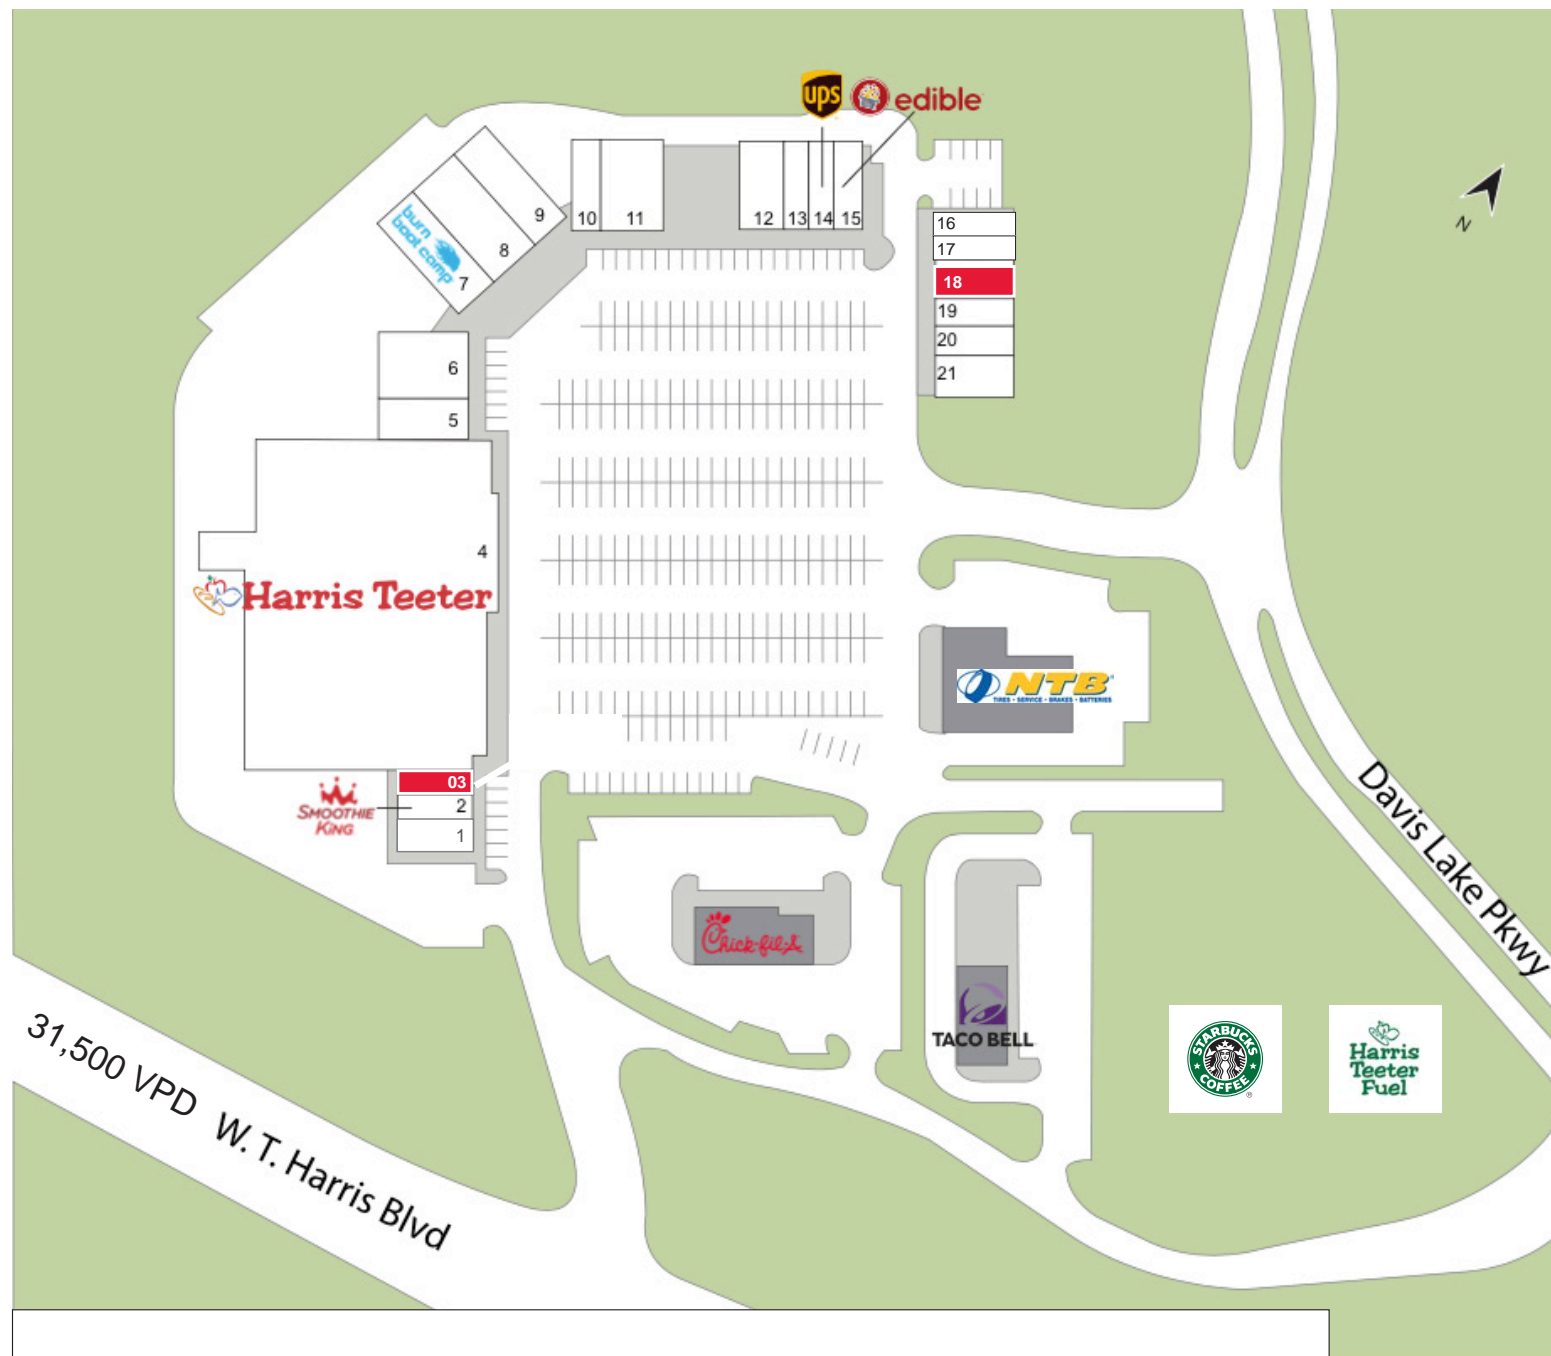 ups edible
16
12 13 14 15
10 11
9
17
8
burn
boot camp
7
18
19
20
21
6
5
N
4
Harris Teeter
NTB
TIRES • SERVICE • BRAKES • BATTERIES
03
SMOOTHIE
KING
2
1
Davis Lake Pkwy
Chick-fil-A
TACO BELL
STARBUCKS
COFFEE
Harris
Teeter
Fuel
31,500 VPD W. T. Harris Blvd